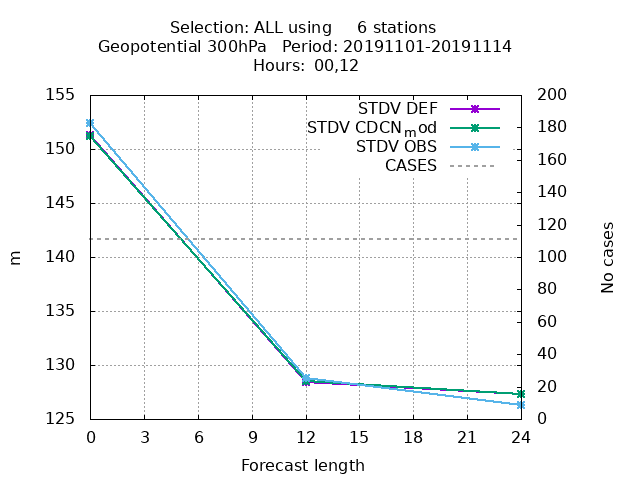 Selection: ALL using     6 stations
Geopotential 300hPa   Period: 20191101-20191114
Hours:  00,12
STDV DEF
STDV CDCNmod
STDV OBS
CASES
155
150
145
140
135
130
125
200
180
160
140
120
100
80
60
40
20
0
m
No cases
0 3 6 9 12 15 18 21 24
Forecast length